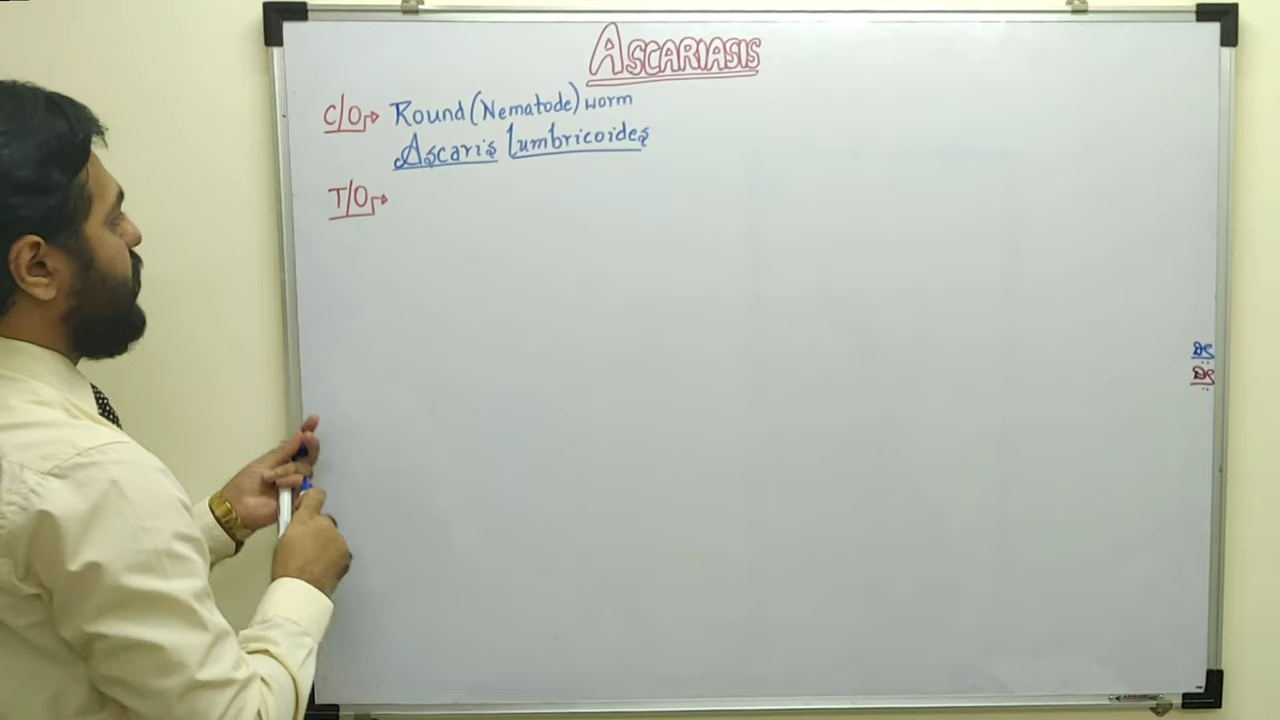 ASCARIASIS
C/O → Round (Nematode) worm
Ascaris lumbricoides
T/O →